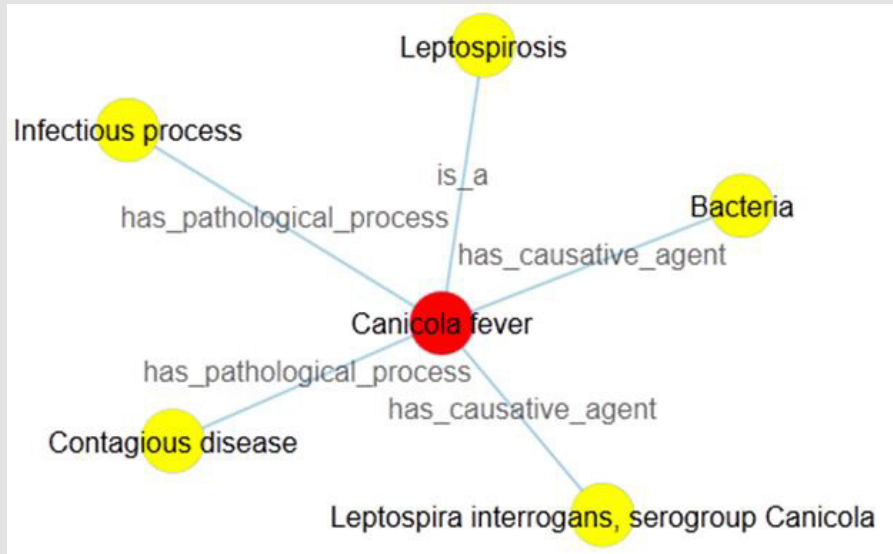 Leptospirosis
Infectious process
is_a
Bacteria
has_pathological_process
has_causative_agent
Canicola fever
has_pathological_process
has_causative_agent
Contagious disease
Leptospira interrogans, serogroup Canicola